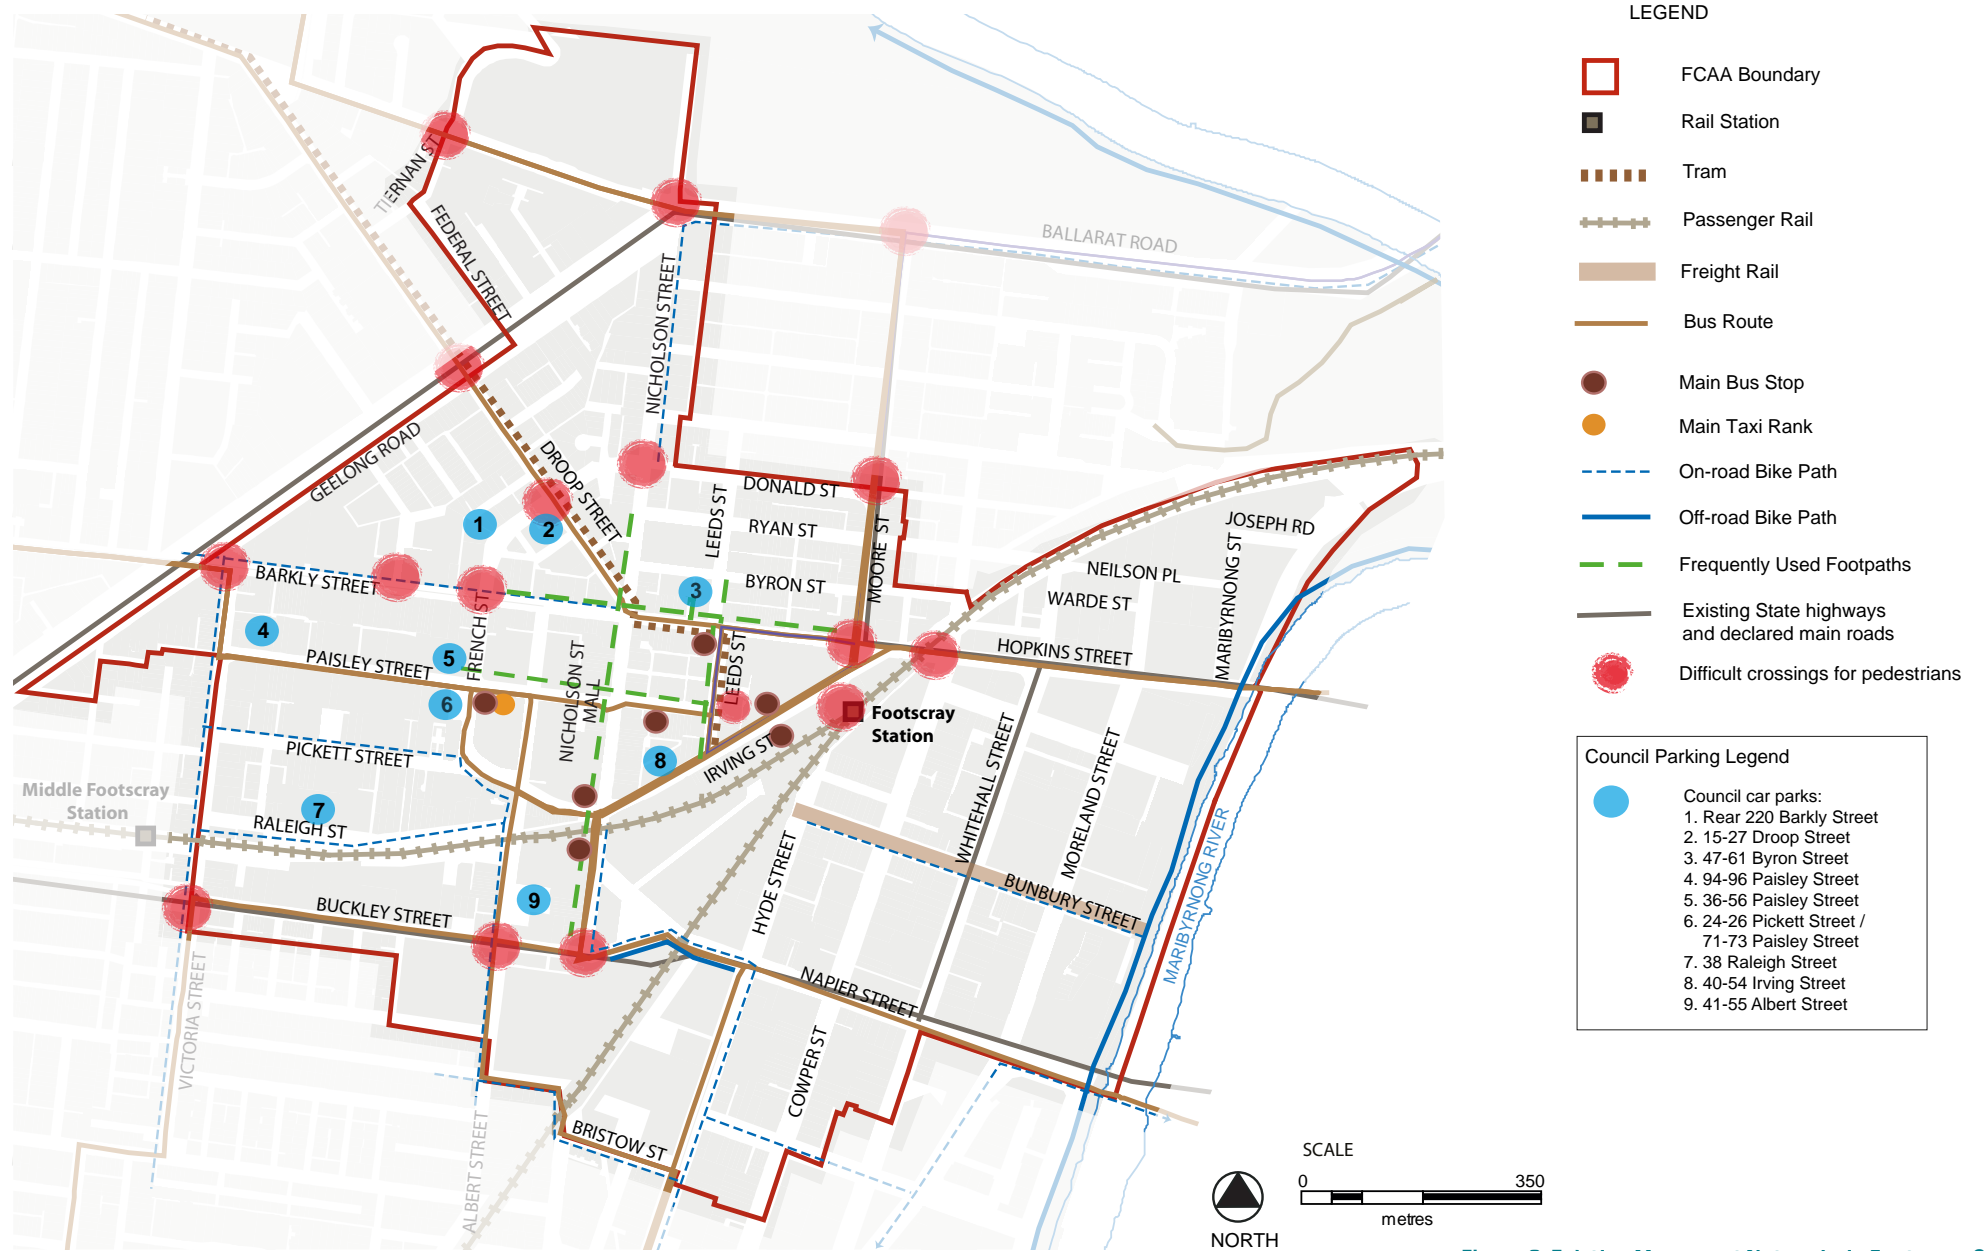 LEGEND
FCAA Boundary
Rail Station
Tram
Passenger Rail
Freight Rail
Bus Route
Main Bus Stop
Main Taxi Rank
On-road Bike Path
Off-road Bike Path
Frequently Used Footpaths
Existing State highways
and declared main roads
Difficult crossings for pedestrians
Council Parking Legend
Council car parks:
1. Rear 220 Barkly Street
2. 15-27 Droop Street
3. 47-61 Byron Street
4. 94-96 Paisley Street
5. 36-56 Paisley Street
6. 24-26 Pickett Street /
71-73 Paisley Street
7. 38 Raleigh Street
8. 40-54 Irving Street
9. 41-55 Albert Street
TIERNAN ST
FEDERAL STREET
NICHOLSON STREET
BALLARAT ROAD
GEELONG ROAD
DROOP STREET
DONALD ST
LEEDS ST
RYAN ST
MOORE ST
BYRON ST
JOSEPH RD
NEILSON PL
WARDE ST
MARIBYRNONG ST
BARKLY STREET
FRENCH ST
HOPKINS STREET
PAISLEY STREET
NICHOLSON ST
MALL
LEEDS ST
Footscray
Station
IRVING ST
PICKETT STREET
Middle Footscray
Station
RALEIGH ST
WHITEHALL STREET
MORELAND STREET
HYDE STREET
BUNBURY STREET
MARIBYRNONG RIVER
BUCKLEY STREET
VICTORIA STREET
NAPIER STREET
COWPER ST
ALBERT STREET
BRISTOW ST
1
2
3
4
5
6
7
8
9
SCALE
0 350
metres
NORTH